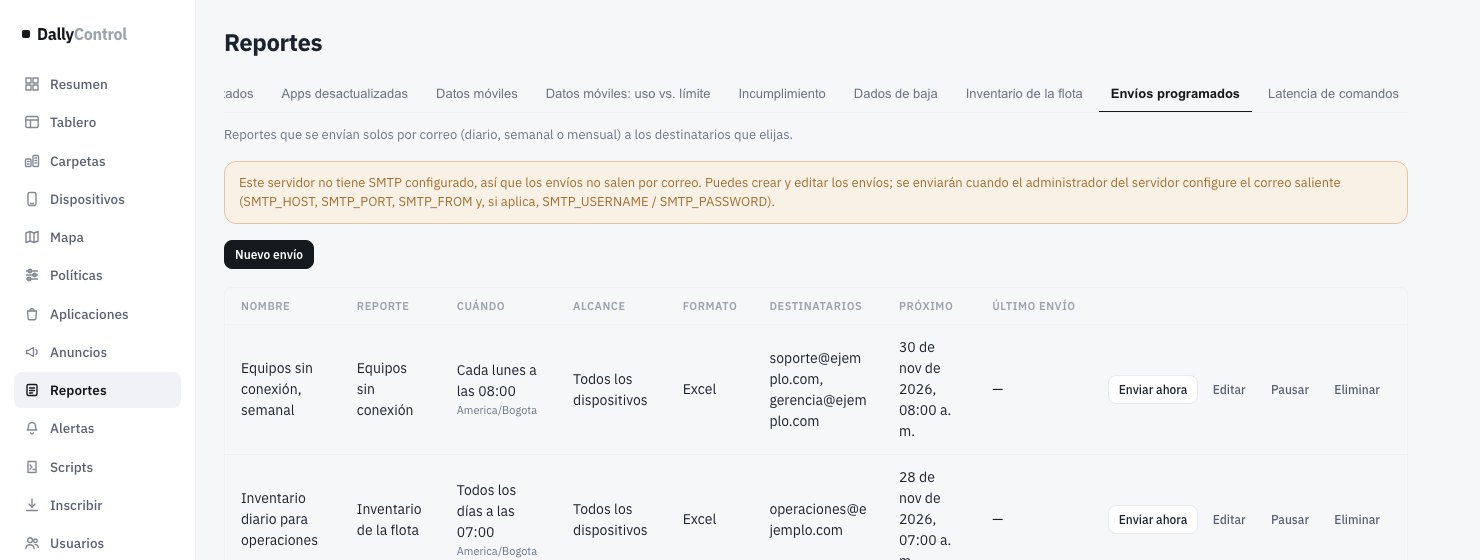 DallyControl
Resumen
Tablero
Carpetas
Dispositivos
Mapa
Políticas
Aplicaciones
Anuncios
Reportes
Alertas
Scripts
Inscribir
Usuarios
Reportes
Apps desactualizadas
Datos móviles
Datos móviles: uso vs. límite
Incumplimiento
Dados de baja
Inventario de la flota
Envíos programados
Latencia de comandos
Reportes que se envían solos por correo (diario, semanal o mensual) a los destinatarios que elijas.
Este servidor no tiene SMTP configurado, así que los envíos no salen por correo. Puedes crear y editar los envíos; se enviarán cuando el administrador del servidor configure el correo saliente
(SMTP_HOST, SMTP_PORT, SMTP_FROM y, si aplica, SMTP_USERNAME / SMTP_PASSWORD).
Nuevo envío
NOMBRE
REPORTE
CUÁNDO
ALCANCE
FORMATO
DESTINATARIOS
PRÓXIMO
ÚLTIMO ENVÍO
Equipos sin
conexión,
semanal
Equipos
sin
conexión
Cada lunes a
las 08:00
America/Bogota
Todos los
dispositivos
Excel
soporte@ejem
plo.com,
gerencia@ejem
plo.com
30 de
nov de
2026,
08:00 a.
m.
—
Enviar ahora
Editar
Pausar
Eliminar
Inventario
diario para
operaciones
Inventario
de la flota
Todos los
días a las
07:00
America/Bogota
Todos los
dispositivos
Excel
operaciones@e
jemplo.com
28 de
nov de
2026,
07:00 a.
—
Enviar ahora
Editar
Pausar
Eliminar